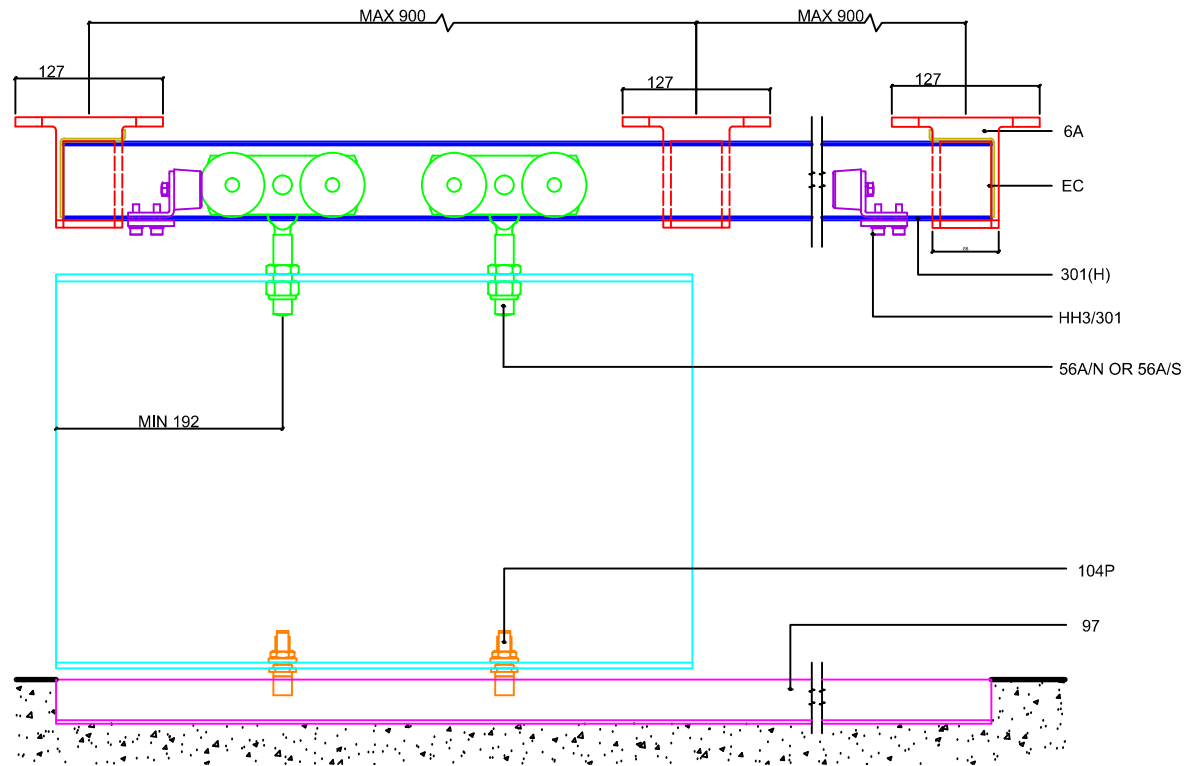 MAX 900
MAX 900
127
127
127
6A
EC
301(H)
HH3/301
56A/N OR 56A/S
MIN 192
104P
97